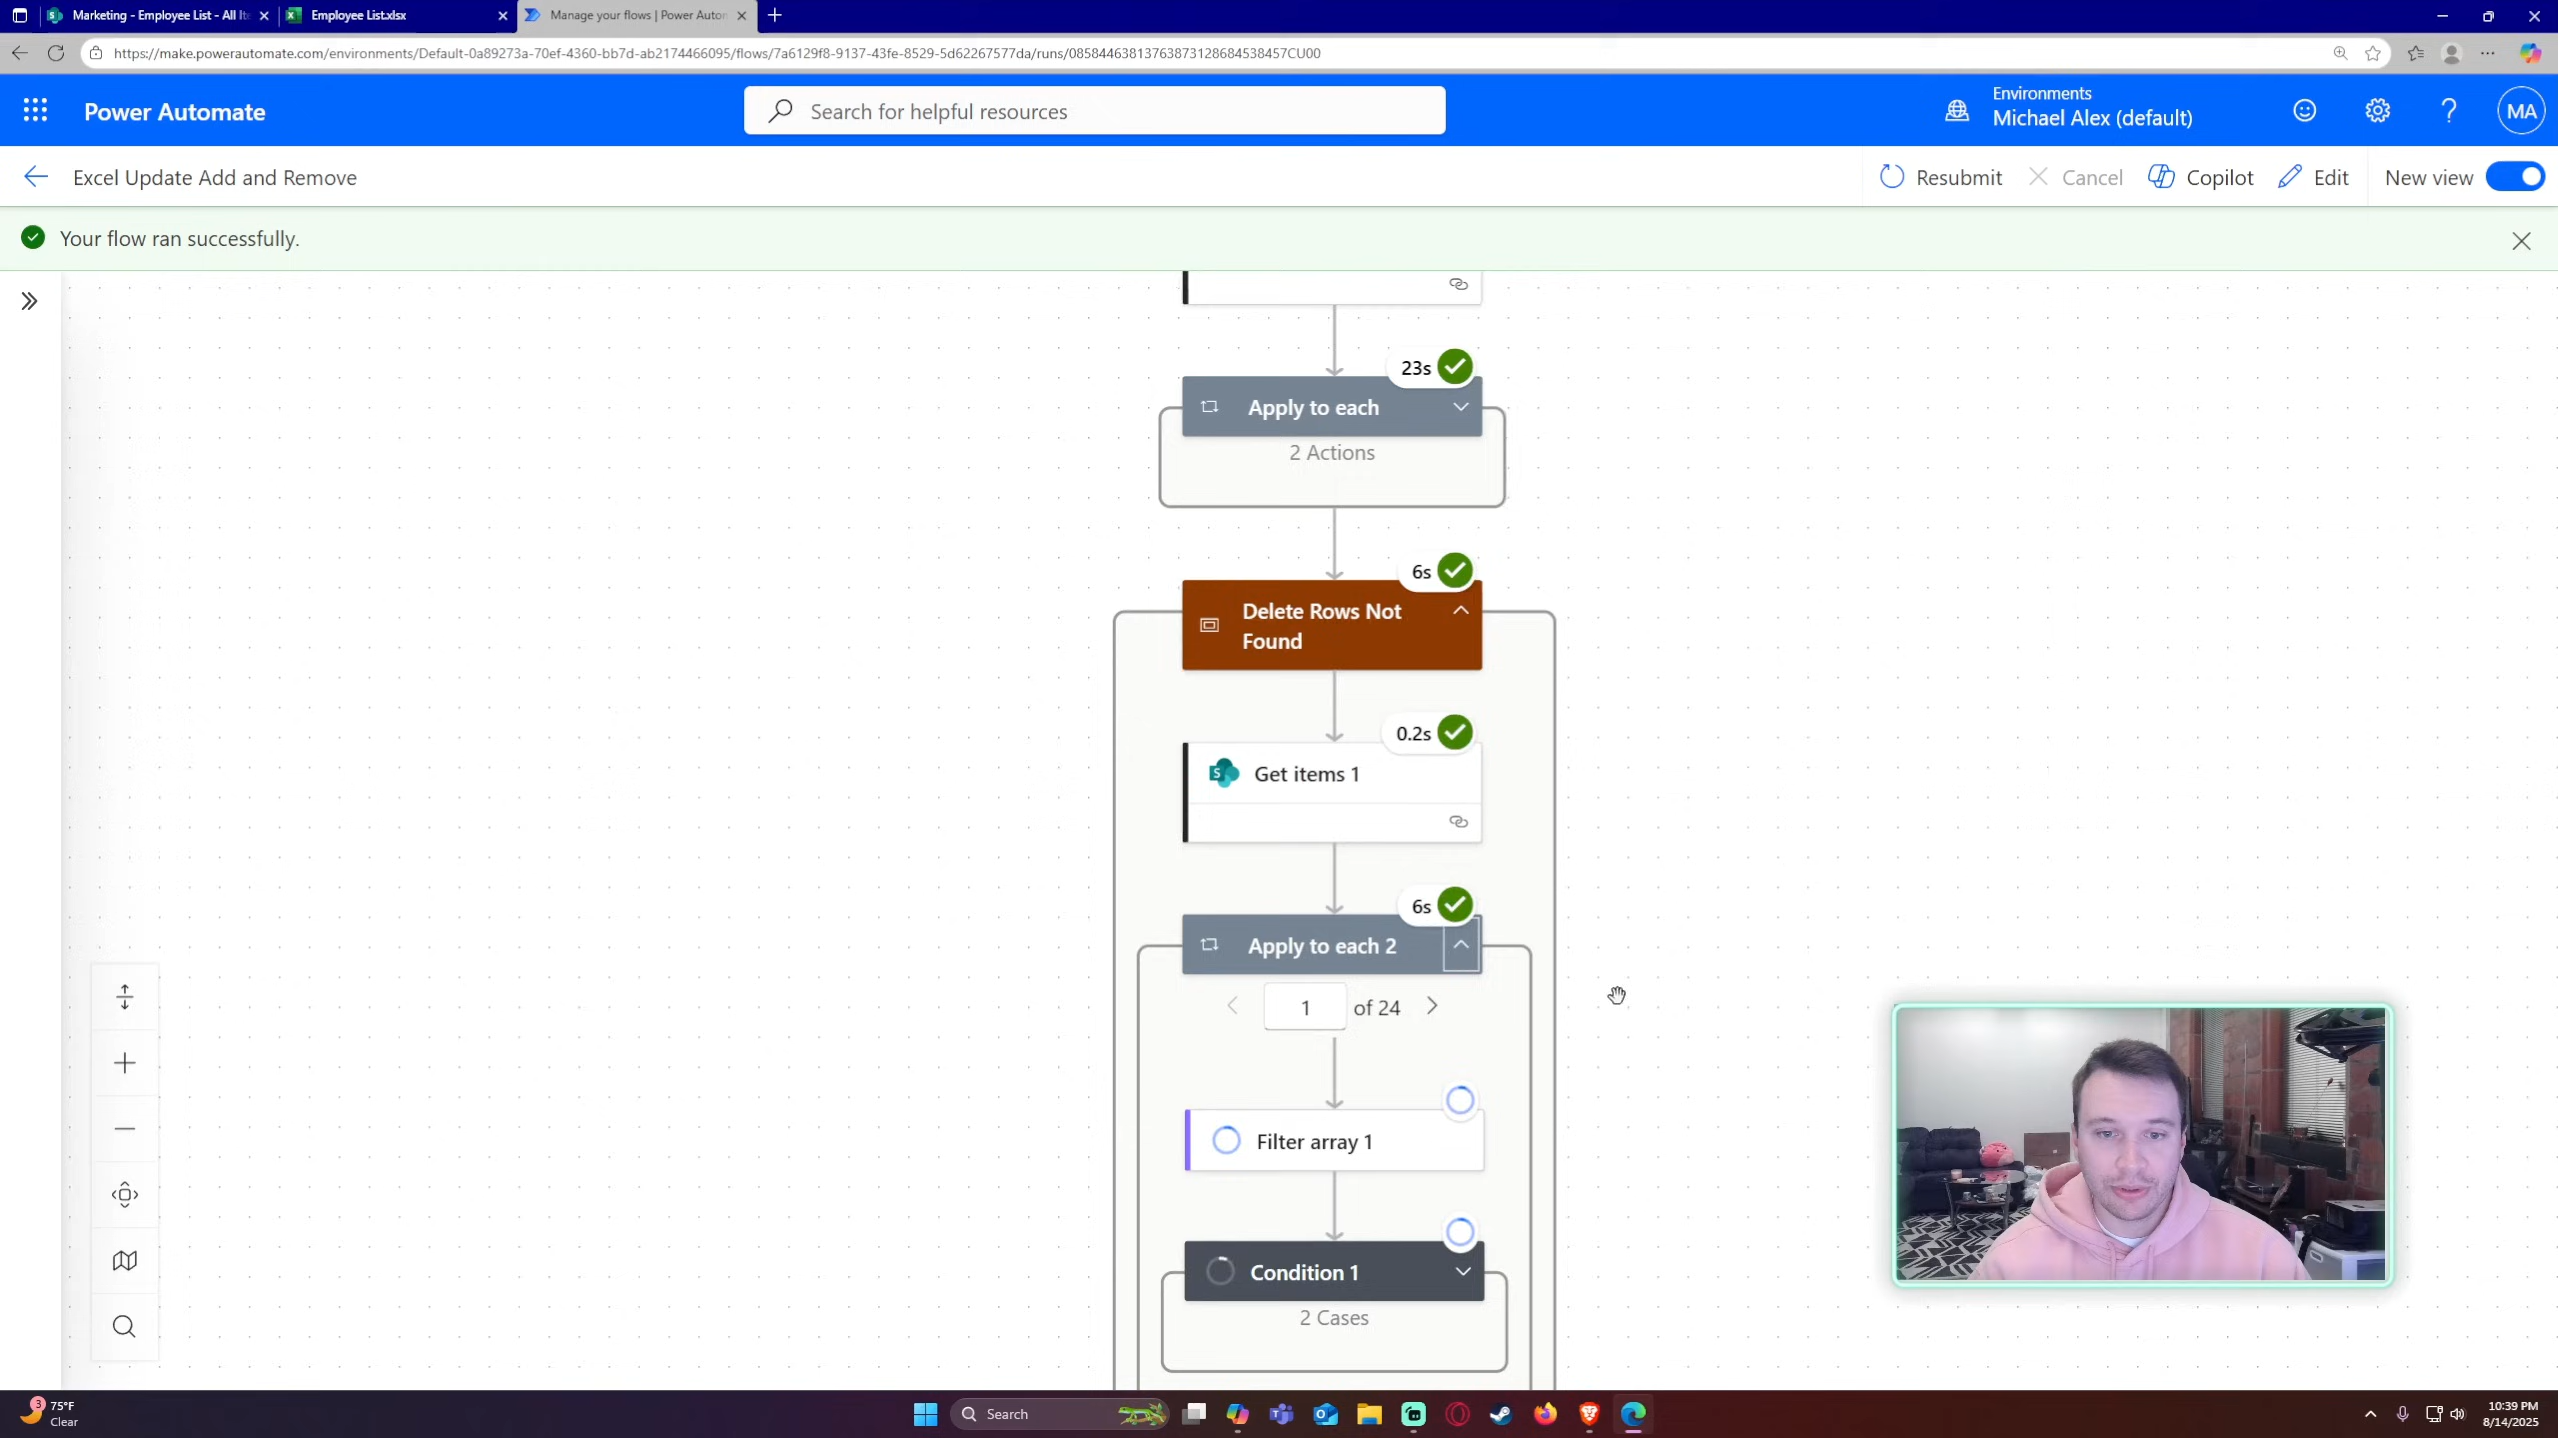 Marketing - Employee List - All Ite
Employee List.xlsx
Manage your flows | Power Autom
https://make.powerautomate.com/environments/Default-0a89273a-70ef-4360-bb7d-ab2174466095/flows/7a6129f8-9137-43fe-8529-5d62267577da/runs/08584463813763873128684538457CU00
Power Automate
Search for helpful resources
Environments
Michael Alex (default)
MA
Excel Update Add and Remove
Resubmit
Cancel
Copilot
Edit
New view
Your flow ran successfully.
23s
Apply to each
2 Actions
6s
Delete Rows Not
Found
0.2s
Get items 1
6s
Apply to each 2
1 of 24
Filter array 1
Condition 1
2 Cases
3
75°F
Clear
Search
10:39 PM
8/14/2025